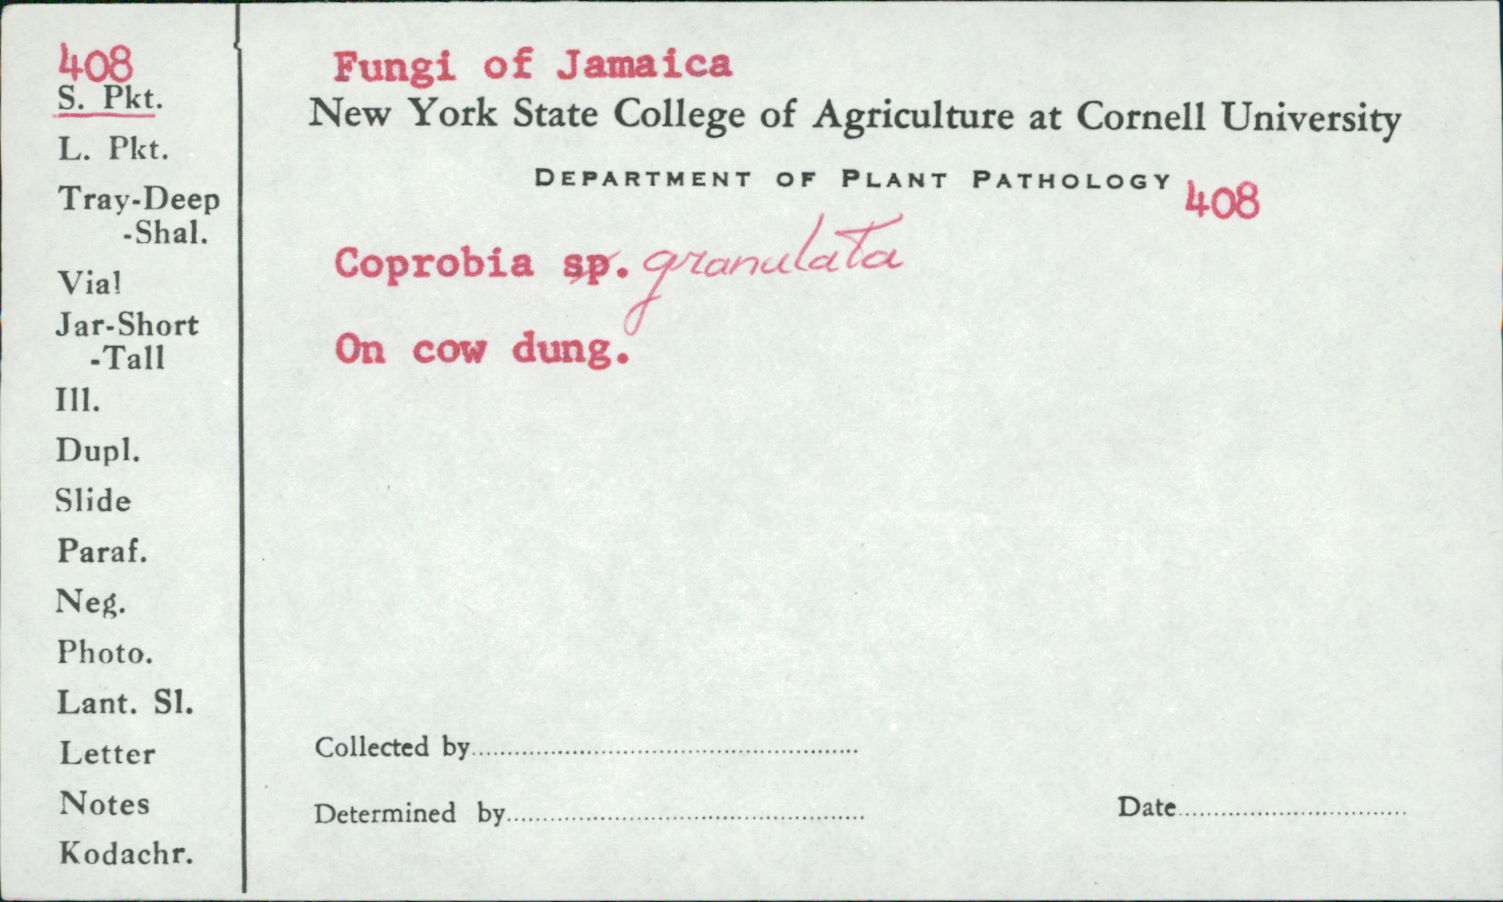 408
S. Pkt.
L. Pkt.
Tray-Deep
-Shal.
Vial
Jar-Short
-Tall
Ill.
Dupl.
Slide
Paraf.
Neg.
Photo.
Lant. Sl.
Letter
Notes
Kodachr.
Fungi of Jamaica
New York State College of Agriculture at Cornell University
DEPARTMENT OF PLANT PATHOLOGY 408
Coprobia sp. granulata
On cow dung.
Collected by
Determined by
Date